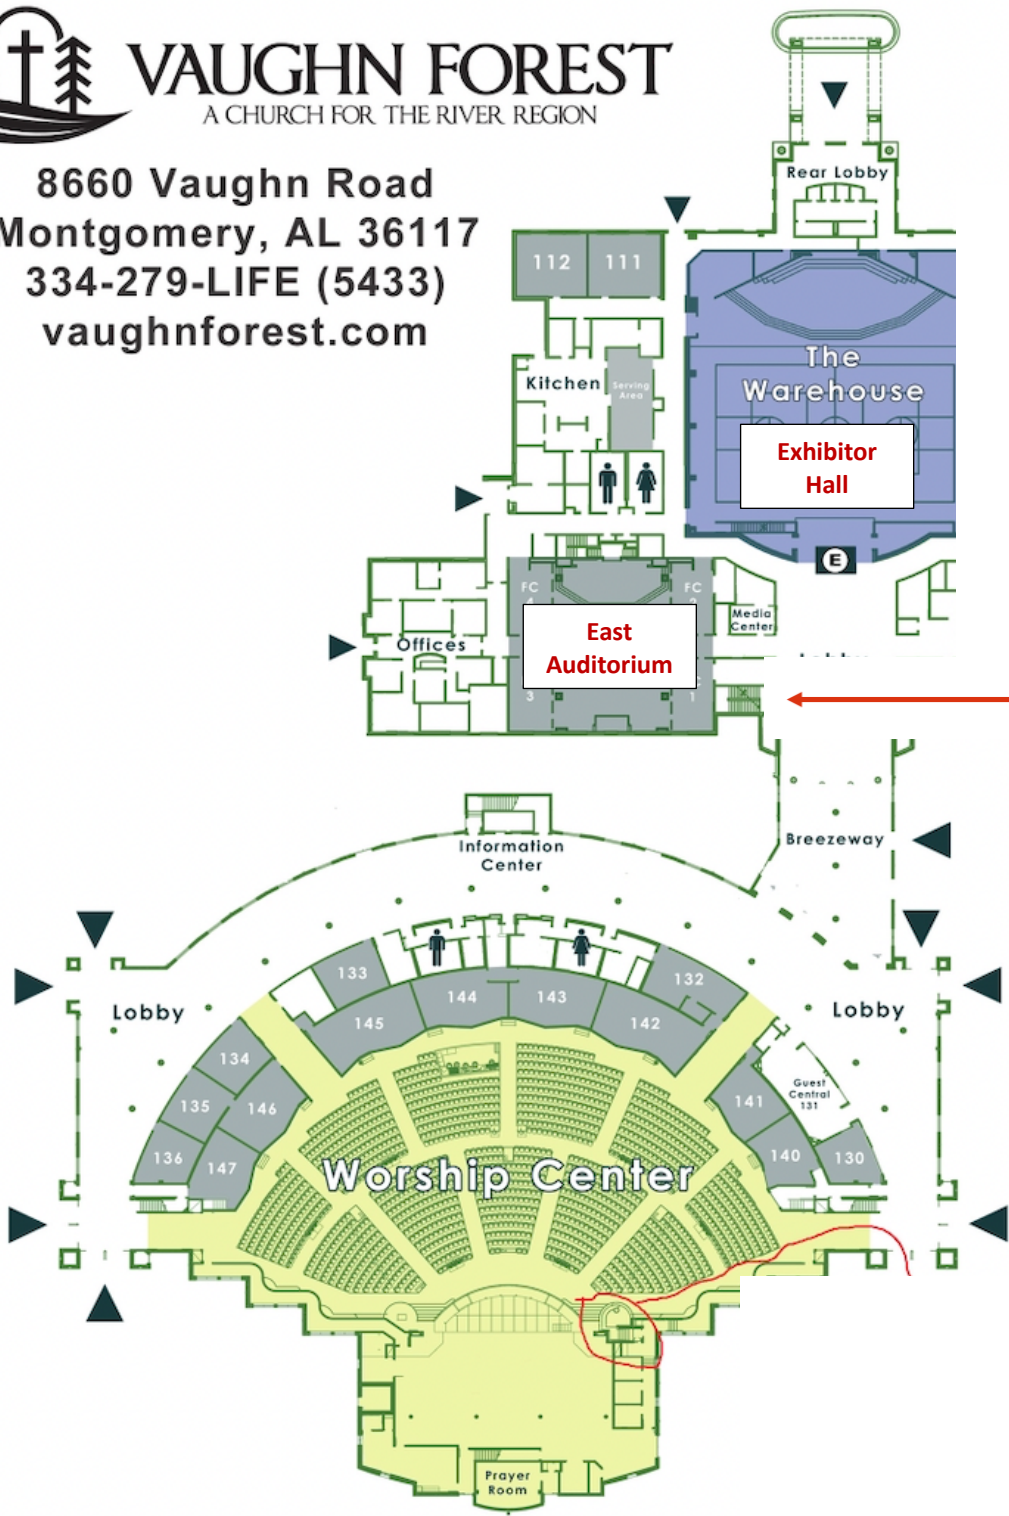 VAUGHN FOREST
A CHURCH FOR THE RIVER REGION
8660 Vaughn Road
Montgomery, AL 36117
334-279-LIFE (5433)
vaughnforest.com
Rear Lobby
112
111
The
Warehouse
Kitchen
Serving
Area
Exhibitor
Hall
E
FC
FC
Media
Center
East
Auditorium
Offices
3
1
Breezeway
Information
Center
133
132
144
143
145
142
Lobby
Lobby
134
135
146
136
147
141
Guest
Central
131
140
130
Worship Center
Prayer
Room